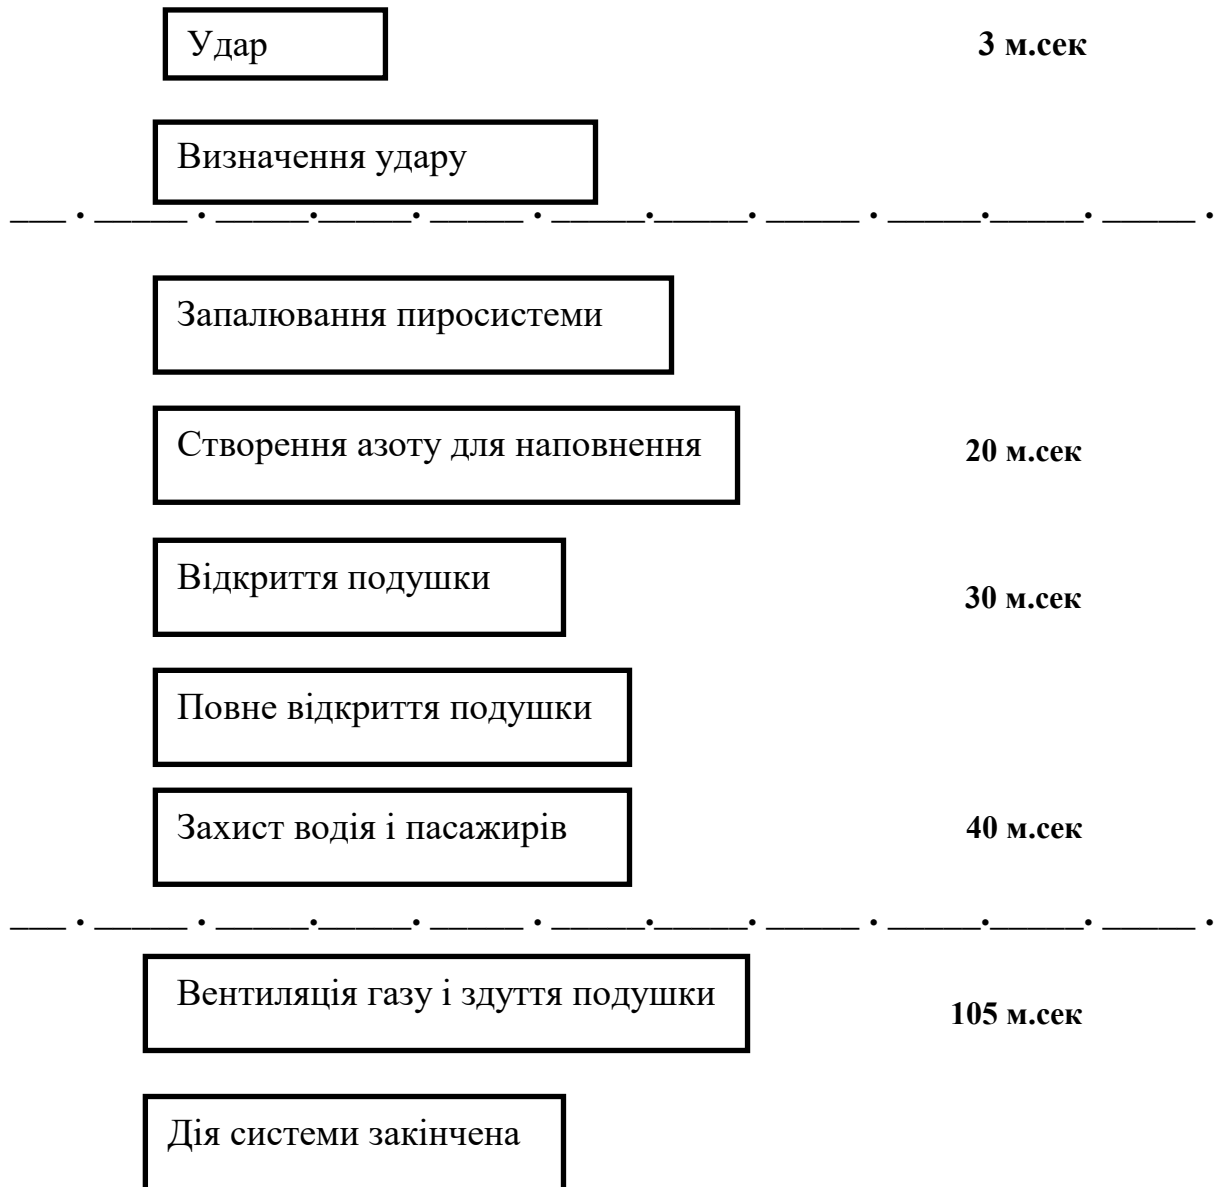 Удар
3 м.сек
Визначення удару
Запалювання пиросистеми
Створення азоту для наповнення
20 м.сек
Відкриття подушки
30 м.сек
Повне відкриття подушки
Захист водія і пасажирів
40 м.сек
Вентиляція газу і здуття подушки
105 м.сек
Дія системи закінчена